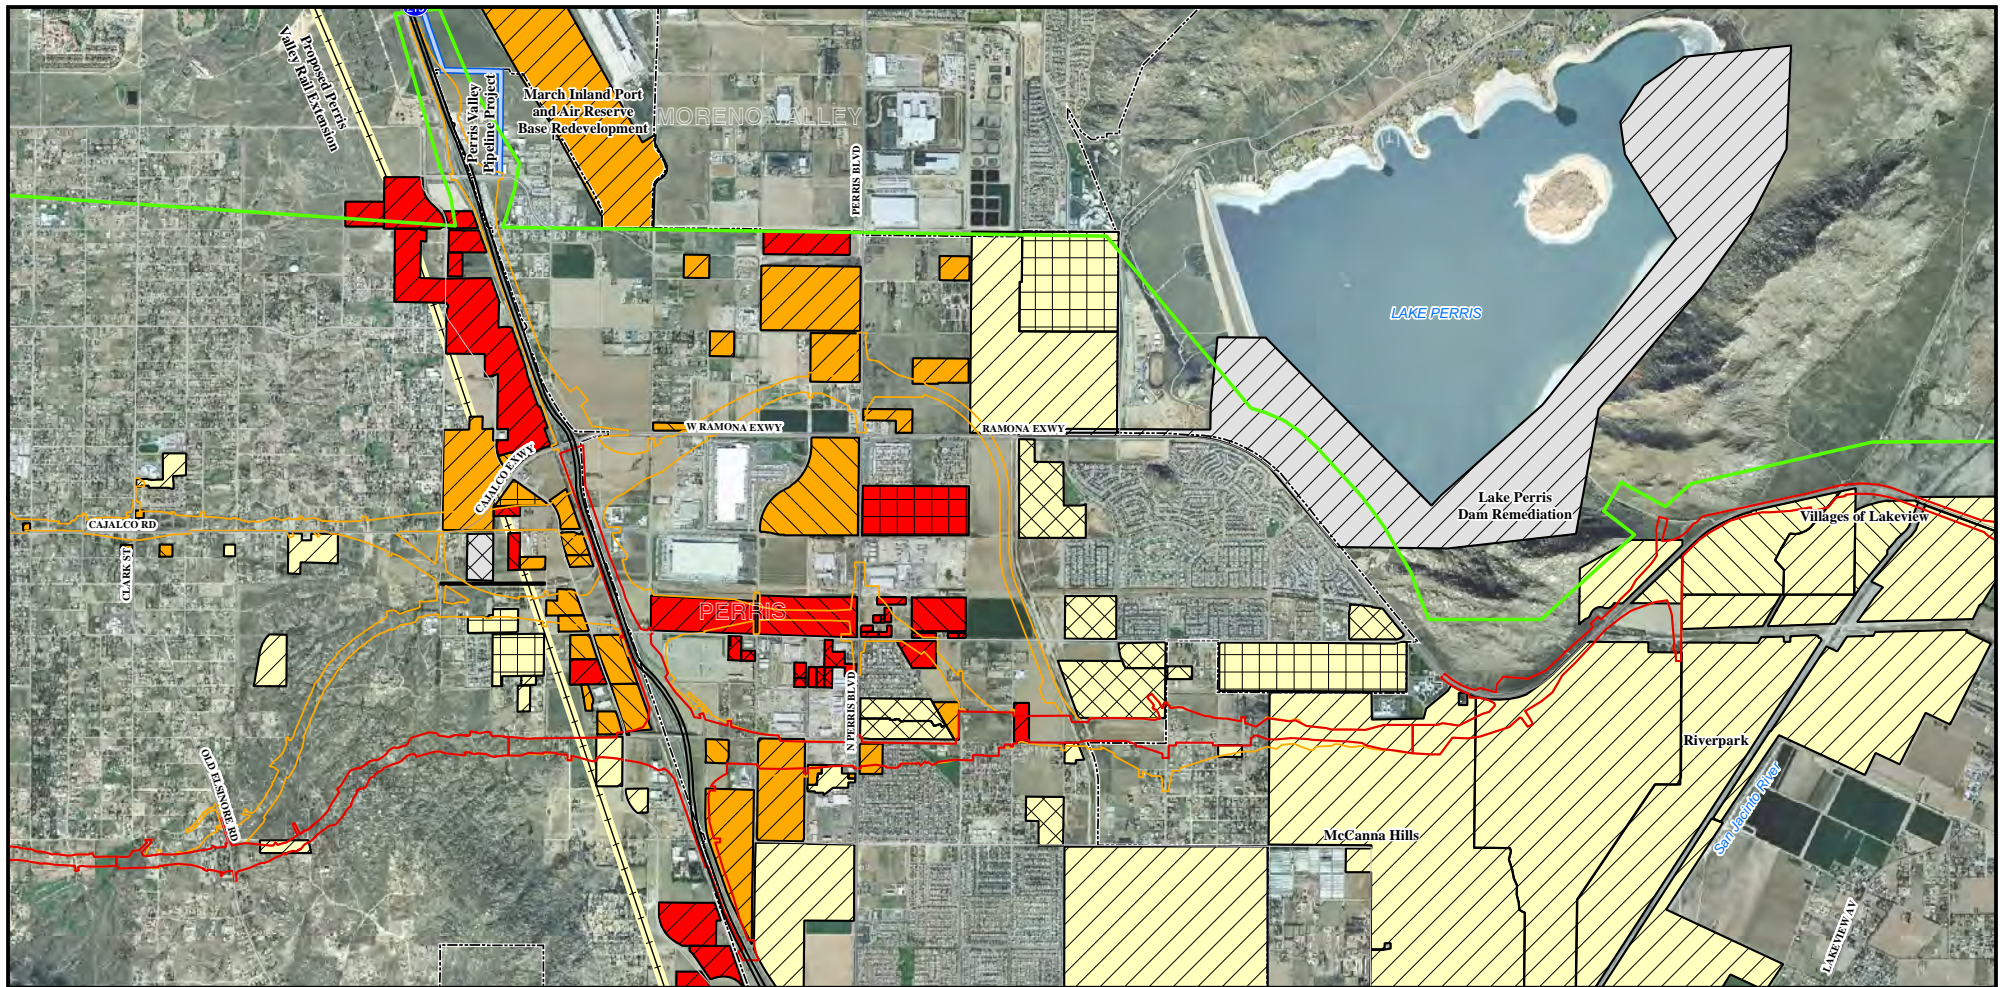 Proposed Perris
Valley Rail Extension
Perris Valley
Pipeline Project
March Inland Port
and Air Reserve
Base Redevelopment
MORENO VALLEY
PERRIS BLVD
LAKE PERRIS
W RAMONA EXWY
RAMONA EXWY
CAJALCO EXWY
Lake Perris
Dam Remediation
Villages of Lakeview
CAJALCO RD
CLARK ST
PERRIS
N PERRIS BLVD
OLD ELSINORE RD
Riverpark
San Jacinto River
McCanna Hills
LAKEVIEW AV